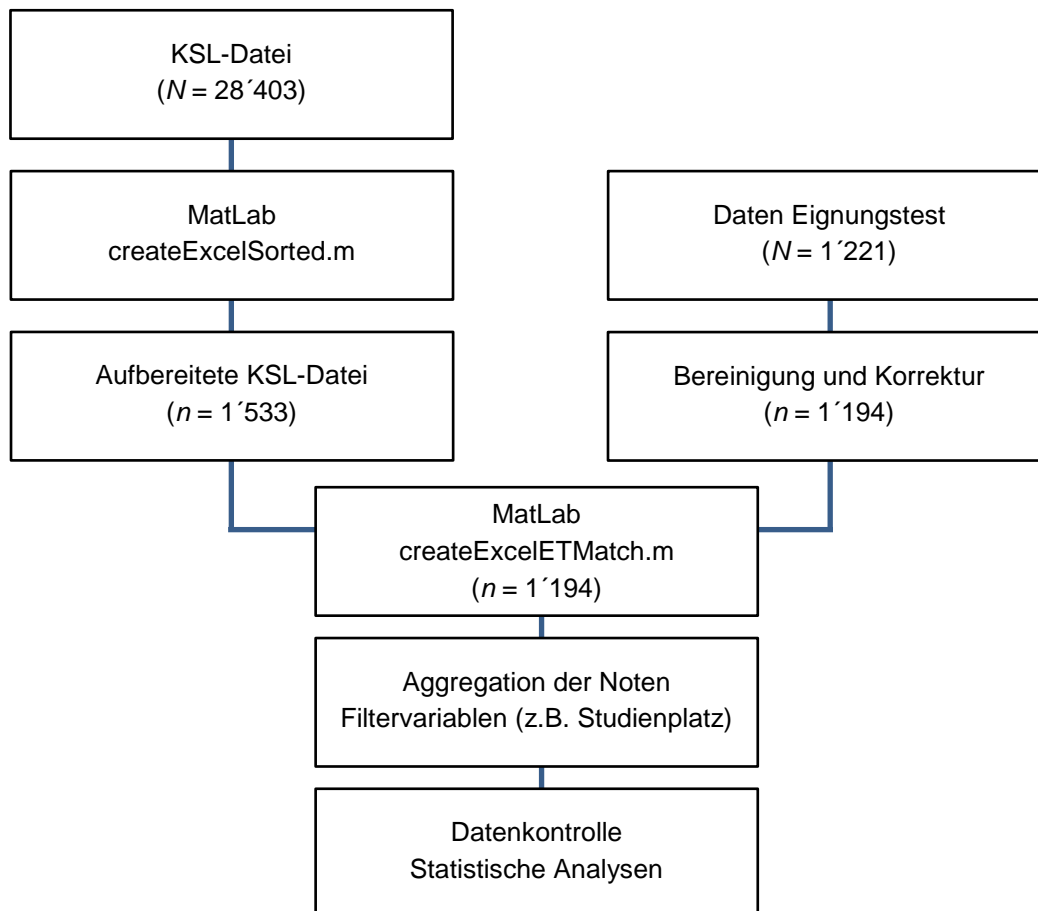 KSL-Datei
(N = 28´403)
MatLab
createExcelSorted.m
Daten Eignungstest
(N = 1´221)
Aufbereitete KSL-Datei
(n = 1´533)
Bereinigung und Korrektur
(n = 1´194)
MatLab
createExcelETMatch.m
(n = 1´194)
Aggregation der Noten
Filtervariablen (z.B. Studienplatz)
Datenkontrolle
Statistische Analysen